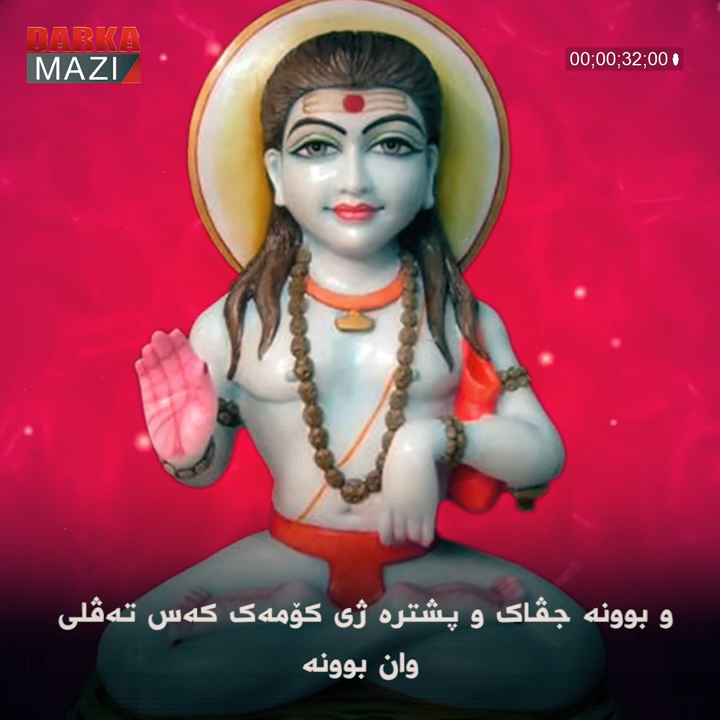 DARKA
MAZI
00;00;32;00
و بوونە جڤاک و پشترە ژی کۆمەک کەس تەڤلی
وان بوونە